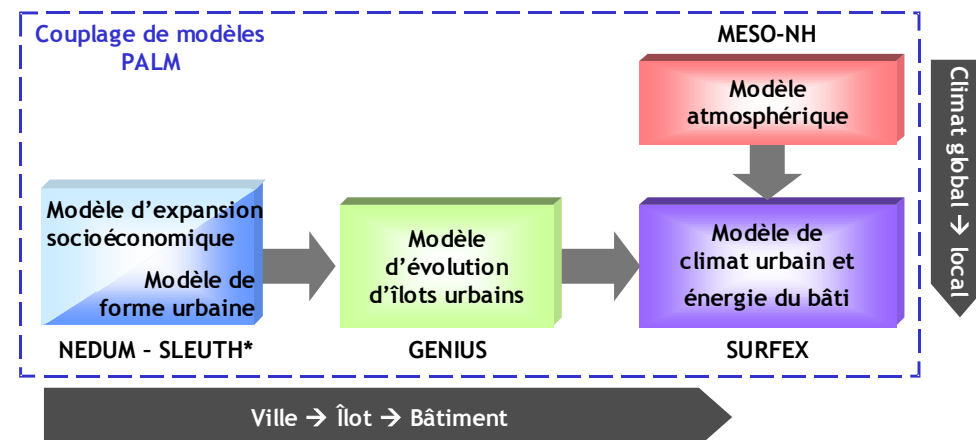 Couplage de modèles
PALM
MESO-NH
Modèle
atmosphérique
Climat global → local
Modèle d’expansion
socioéconomique
Modèle de
forme urbaine
Modèle
d’évolution
d’îlots urbains
Modèle de
climat urbain et
énergie du bâti
NEDUM – SLEUTH*
GENIUS
SURFEX
Ville → Îlot → Bâtiment